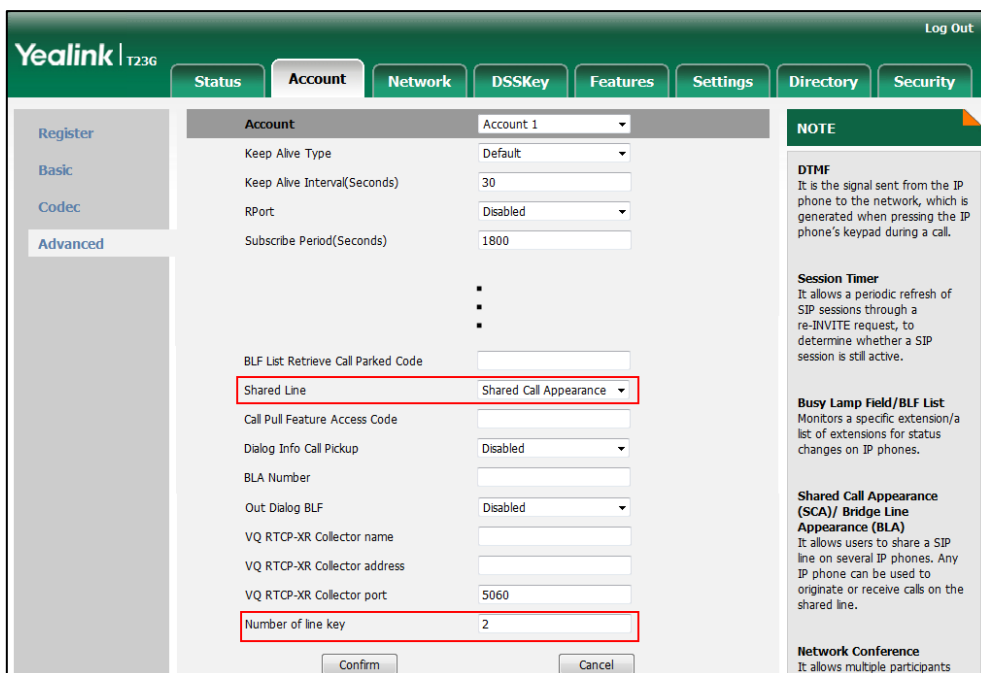 Log Out
Yealink | T23G
Status Account Network DSSKey Features Settings Directory Security
Register
Basic
Codec
Advanced
Account Account 1
Keep Alive Type Default
Keep Alive Interval(Seconds) 30
RPort Disabled
Subscribe Period(Seconds) 1800
BLF List Retrieve Call Parked Code
Shared Line Shared Call Appearance
Call Pull Feature Access Code
Dialog Info Call Pickup Disabled
BLA Number
Out Dialog BLF Disabled
VQ RTCP-XR Collector name
VQ RTCP-XR Collector address
VQ RTCP-XR Collector port 5060
Number of line key 2
Confirm Cancel
NOTE
DTMF
It is the signal sent from the IP
phone to the network, which is
generated when pressing the IP
phone's keypad during a call.
Session Timer
It allows a periodic refresh of
SIP sessions through a
re-INVITE request, to
determine whether a SIP
session is still active.
Busy Lamp Field/BLF List
Monitors a specific extension/a
list of extensions for status
changes on IP phones.
Shared Call Appearance
(SCA)/ Bridge Line
Appearance (BLA)
It allows users to share a SIP
line on several IP phones. Any
IP phone can be used to
originate or receive calls on the
shared line.
Network Conference
It allows multiple participants